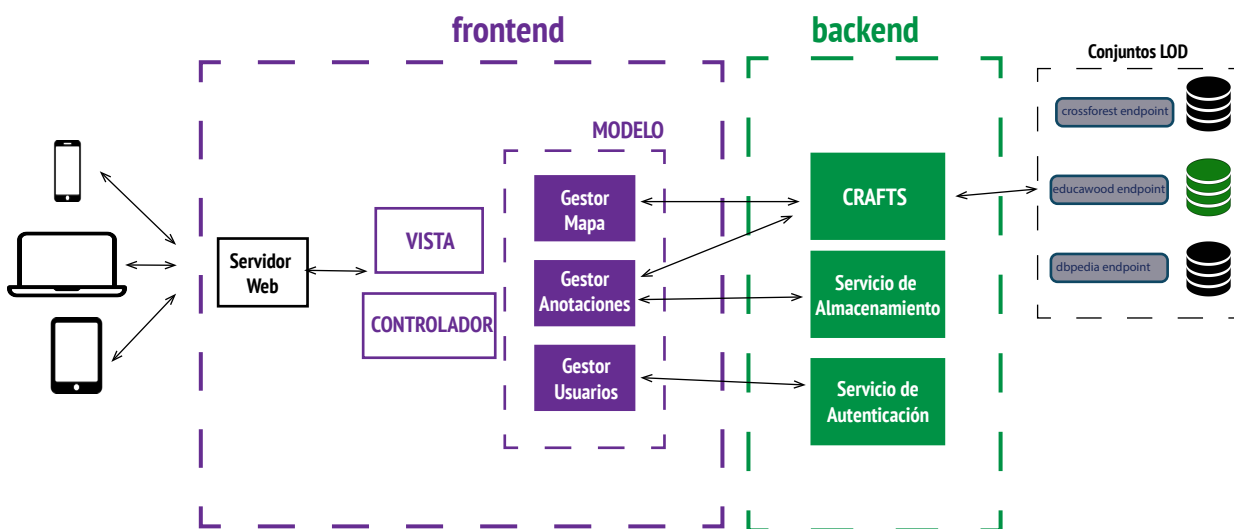 frontend
backend
Conjuntos LOD
crossforest endpoint
MODELO
Gestor
Mapa
CRAFTS
educawood endpoint
VISTA
Servidor
Web
Gestor
Anotaciones
Servicio de
Almacenamiento
dbpedia endpoint
CONTROLADOR
Gestor
Usuarios
Servicio de
Autenticación